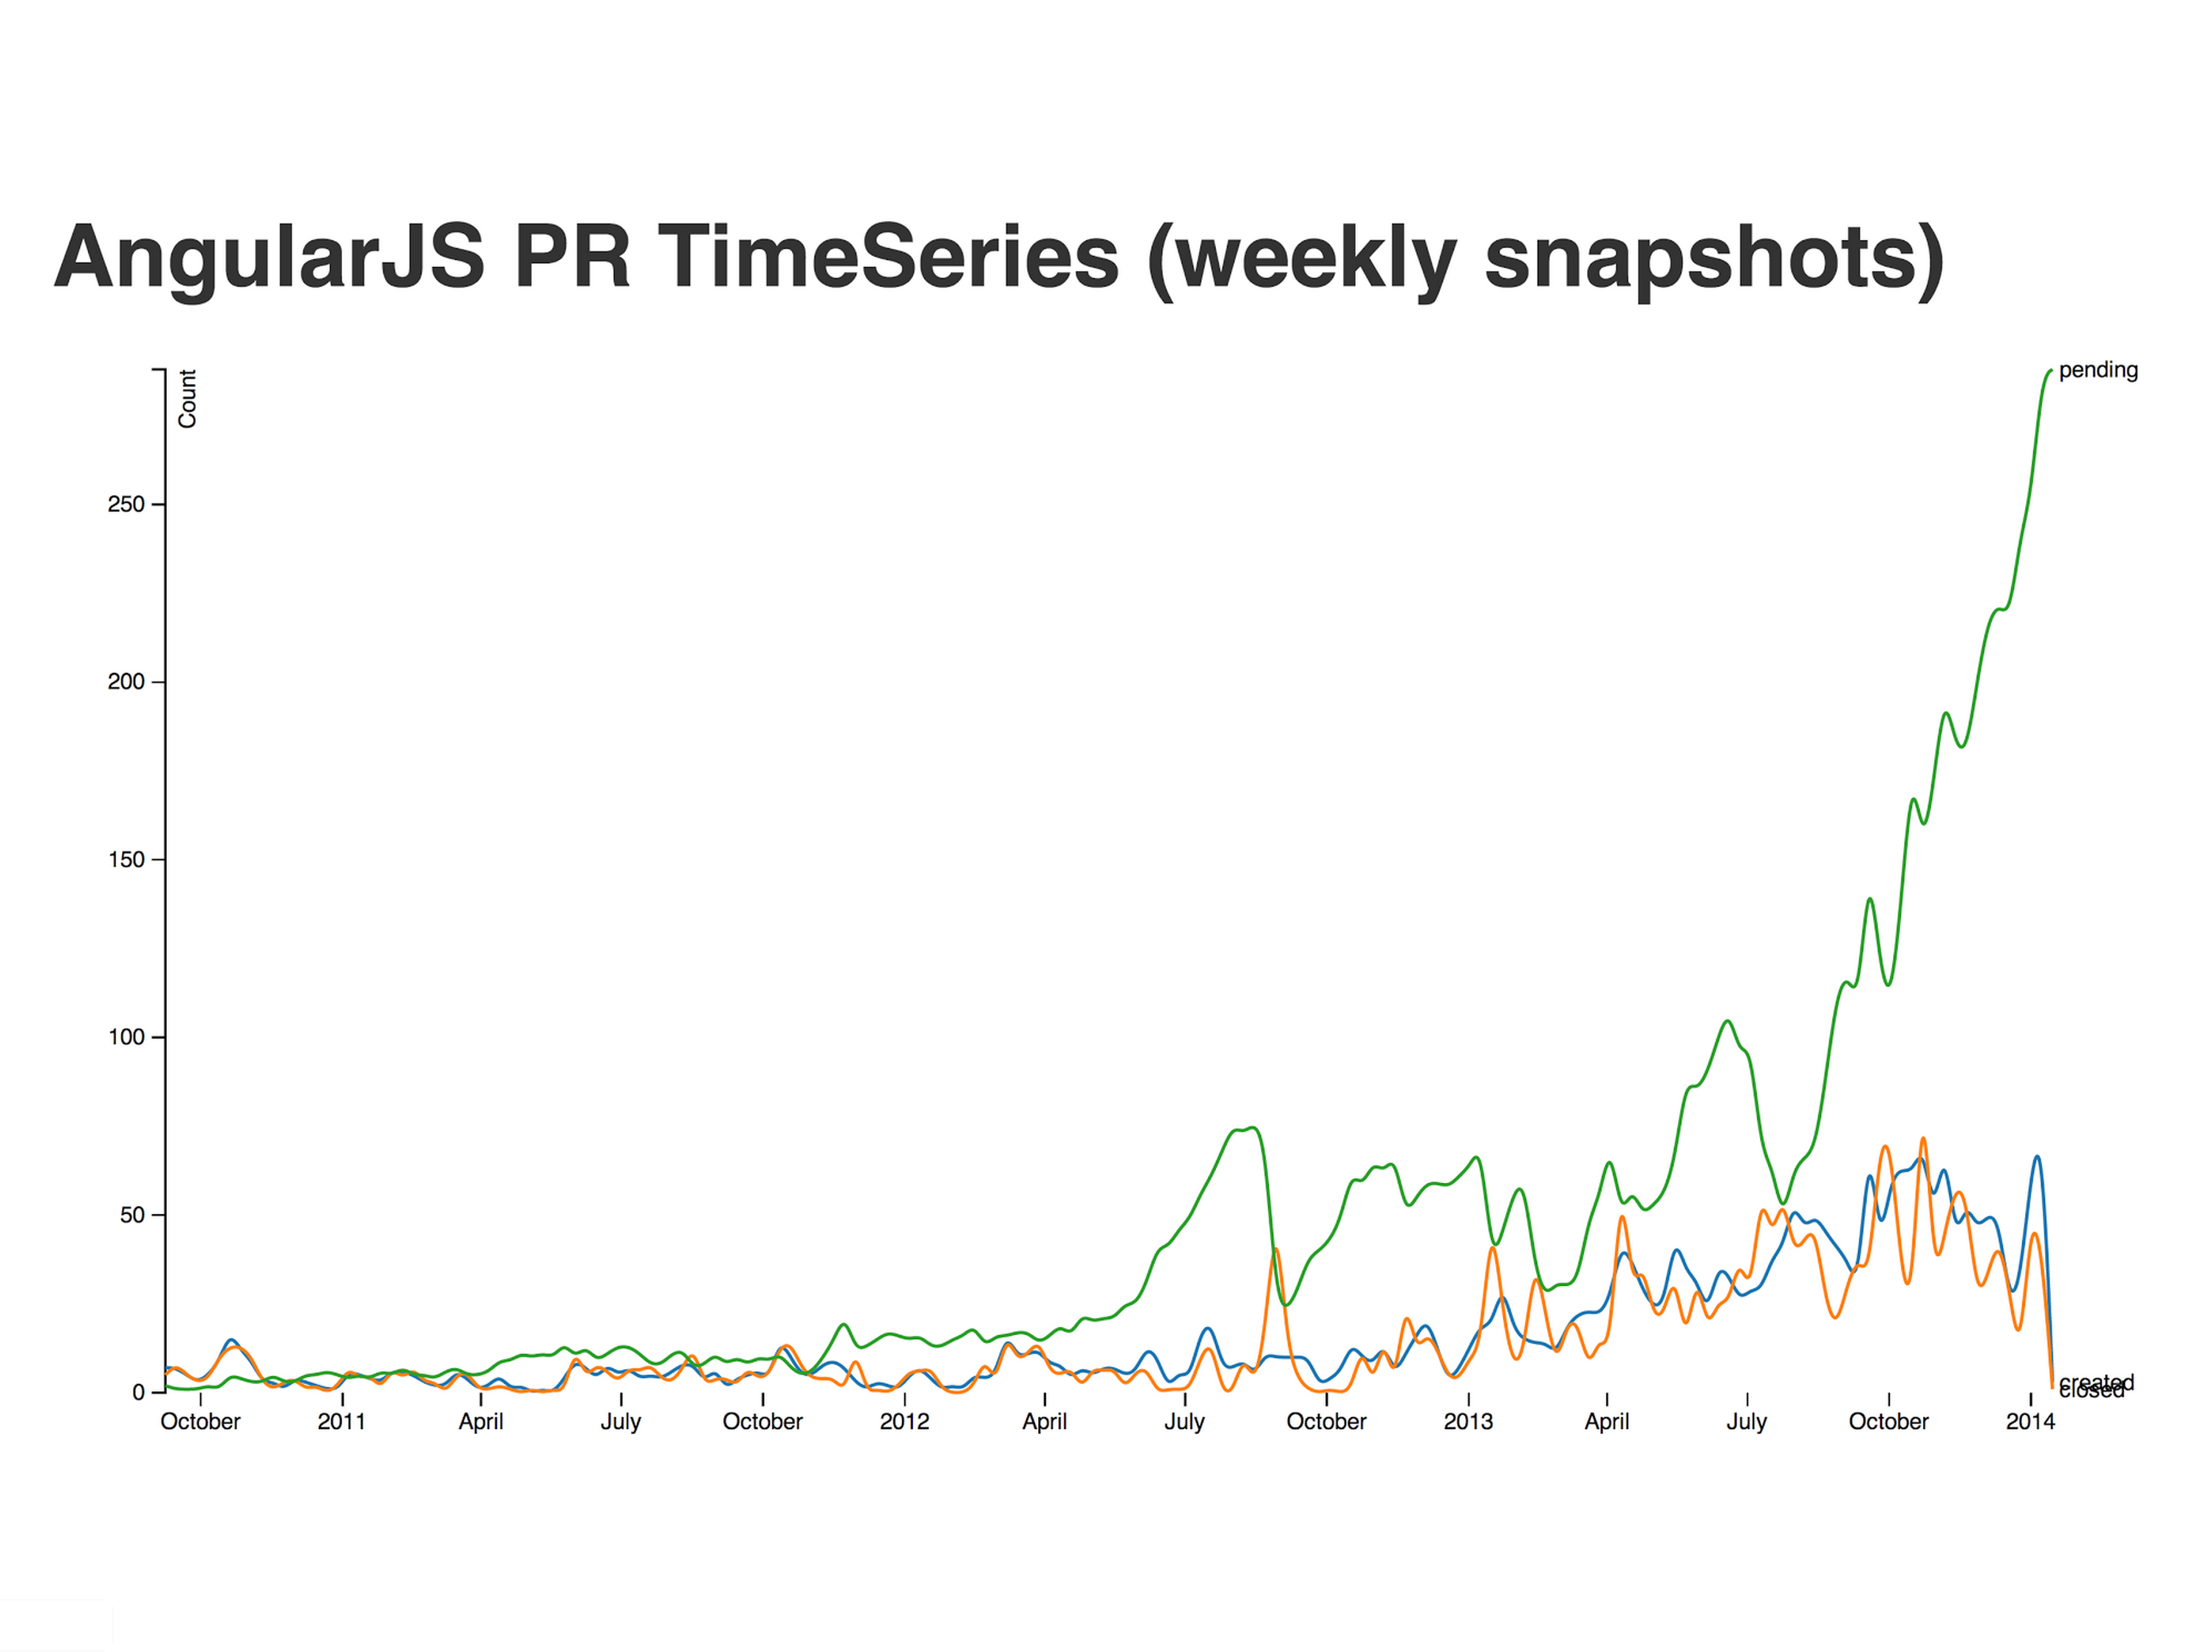 AngularJS PR TimeSeries (weekly snapshots)
Count
pending
250
200
150
100
50
0
created
closed
October 2011 April July October 2012 April July October 2013 April July October 2014